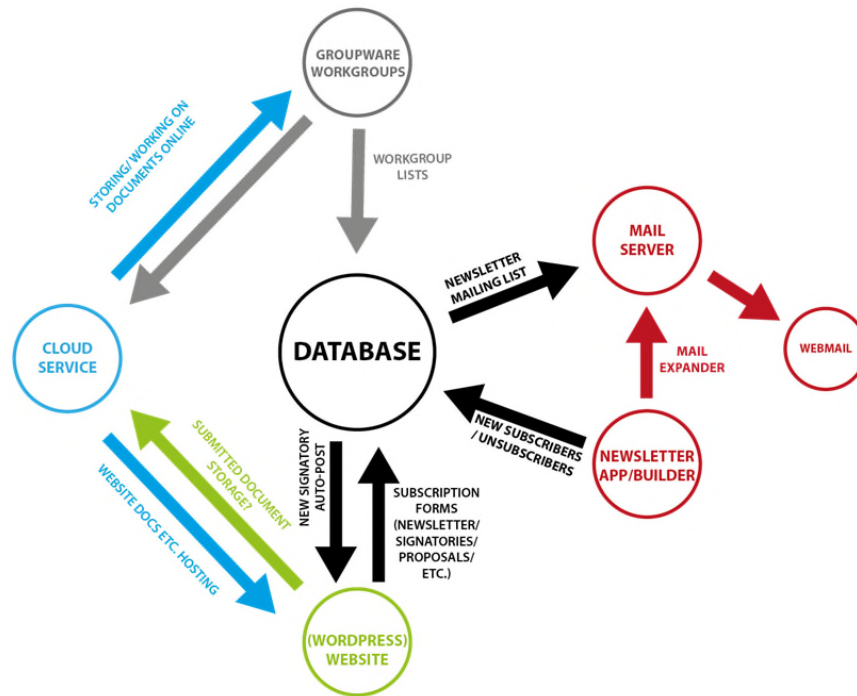 GROUPWARE
WORKGROUPS
STORING/ WORKING ON
DOCUMENTS ONLINE
WORKGROUP
LISTS
MAIL
SERVER
NEWSLETTER
MAILING LIST
CLOUD
SERVICE
DATABASE
WEBMAIL
MAIL
EXPANDER
NEW SUBSCRIBERS
/ UNSUBSCRIBERS
NEWSLETTER
APP/BUILDER
SUBMITTED DOCUMENT
STORAGE?
WEBSITE DOCS ETC. HOSTING
NEW SIGNATORY
AUTO-POST
SUBSCRIPTION
FORMS
(NEWSLETTER/
SIGNATORIES/
PROPOSALS/
ETC.)
(WORDPRESS)
WEBSITE